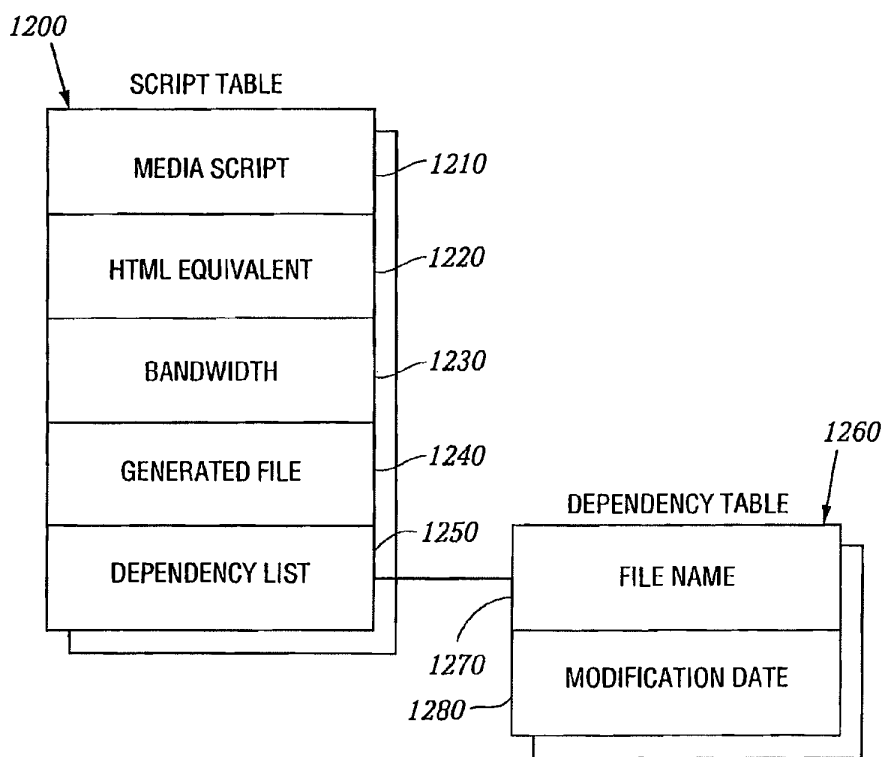 1200
SCRIPT TABLE
MEDIA SCRIPT
1210
HTML EQUIVALENT
1220
BANDWIDTH
1230
GENERATED FILE
1240
DEPENDENCY LIST
1250
1260
DEPENDENCY TABLE
FILE NAME
1270
MODIFICATION DATE
1280